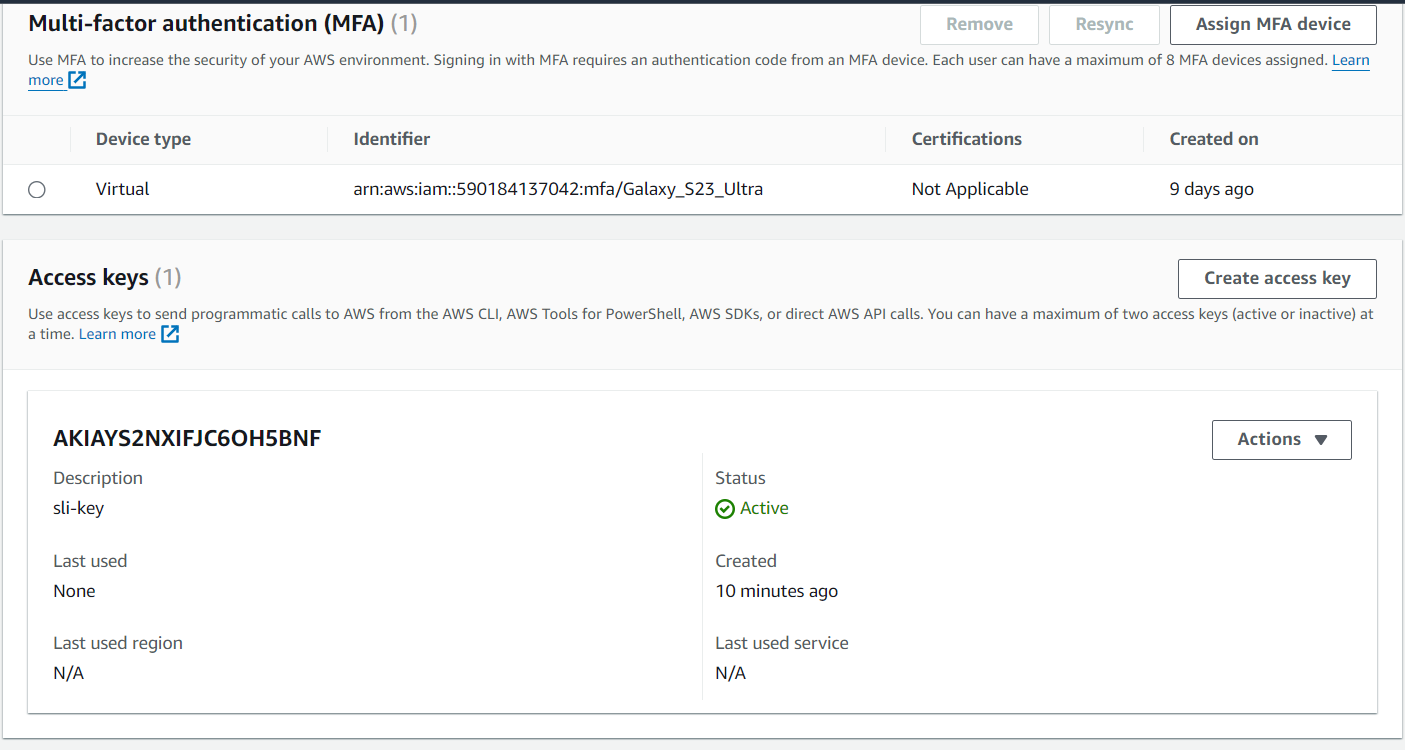 Multi-factor authentication (MFA) (1)
Remove
Resync
Assign MFA device
Use MFA to increase the security of your AWS environment. Signing in with MFA requires an authentication code from an MFA device. Each user can have a maximum of 8 MFA devices assigned. Learn
more
Device type
Identifier
Certifications
Created on
Virtual
arn:aws:iam::590184137042:mfa/Galaxy_S23_Ultra
Not Applicable
9 days ago
Access keys (1)
Create access key
Use access keys to send programmatic calls to AWS from the AWS CLI, AWS Tools for PowerShell, AWS SDKs, or direct AWS API calls. You can have a maximum of two access keys (active or inactive) at
a time. Learn more
AKIAYS2NXIFJC6OH5BNF
Actions
Description
sli-key
Status
Active
Last used
None
Created
10 minutes ago
Last used region
N/A
Last used service
N/A